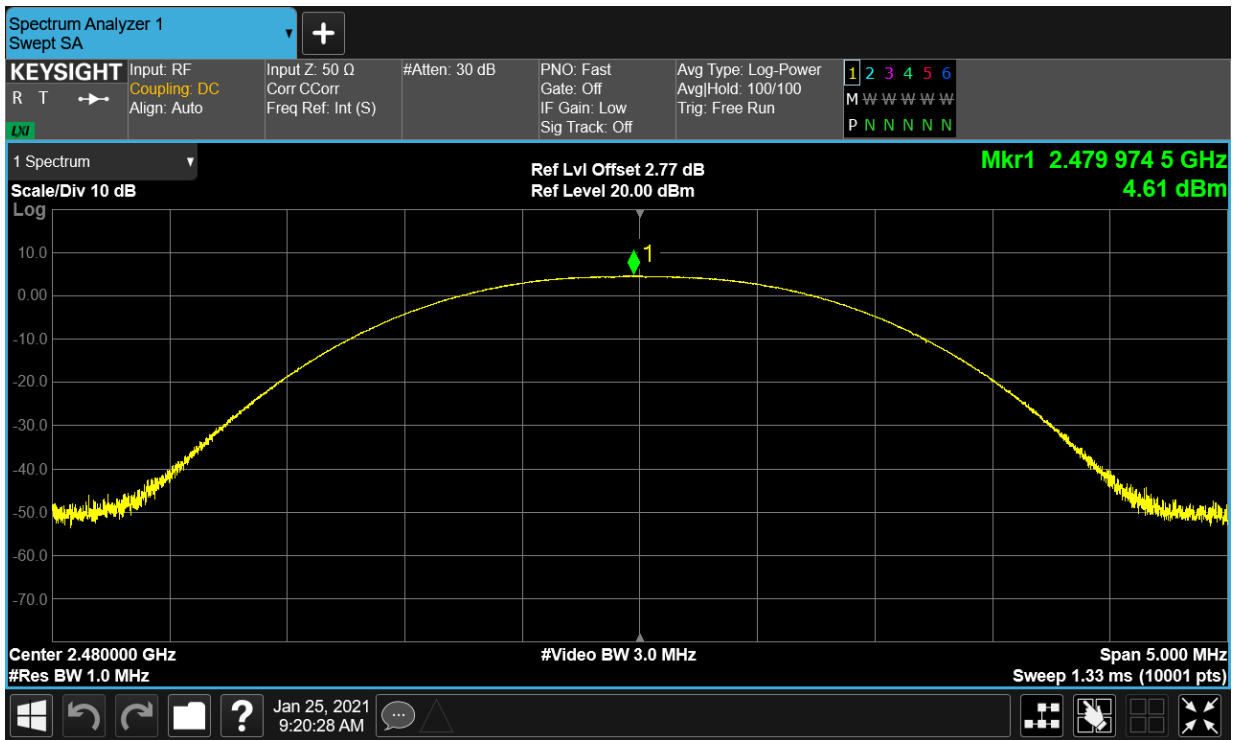 Spectrum Analyzer 1
Swept SA
+
KEYSIGHT
R T
LXI
Input: RF
Coupling: DC
Align: Auto
Input Z: 50 Ω
Corr CCorr
Freq Ref: Int (S)
#Atten: 30 dB
PNO: Fast
Gate: Off
IF Gain: Low
Sig Track: Off
Avg Type: Log-Power
Avg|Hold: 100/100
Trig: Free Run
1 2 3 4 5 6
M W W W W W
P N N N N N
1 Spectrum
Scale/Div 10 dB
Log
Ref Lvl Offset 2.77 dB
Ref Level 20.00 dBm
Mkr1 2.479 974 5 GHz
4.61 dBm
1
10.0
0.00
-10.0
-20.0
-30.0
-40.0
-50.0
-60.0
-70.0
Center 2.480000 GHz
#Res BW 1.0 MHz
#Video BW 3.0 MHz
Span 5.000 MHz
Sweep 1.33 ms (10001 pts)
?
Jan 25, 2021
9:20:28 AM